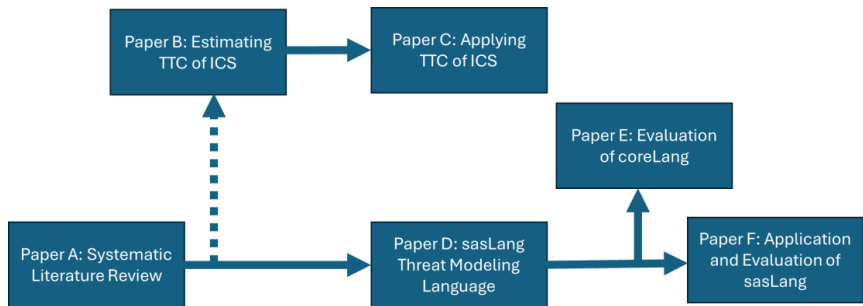 Paper B: Estimating
TTC of ICS
Paper C: Applying
TTC of ICS
Paper E: Evaluation
of coreLang
Paper A: Systematic
Literature Review
Paper D: sasLang
Threat Modeling
Language
Paper F: Application
and Evaluation of
sasLang